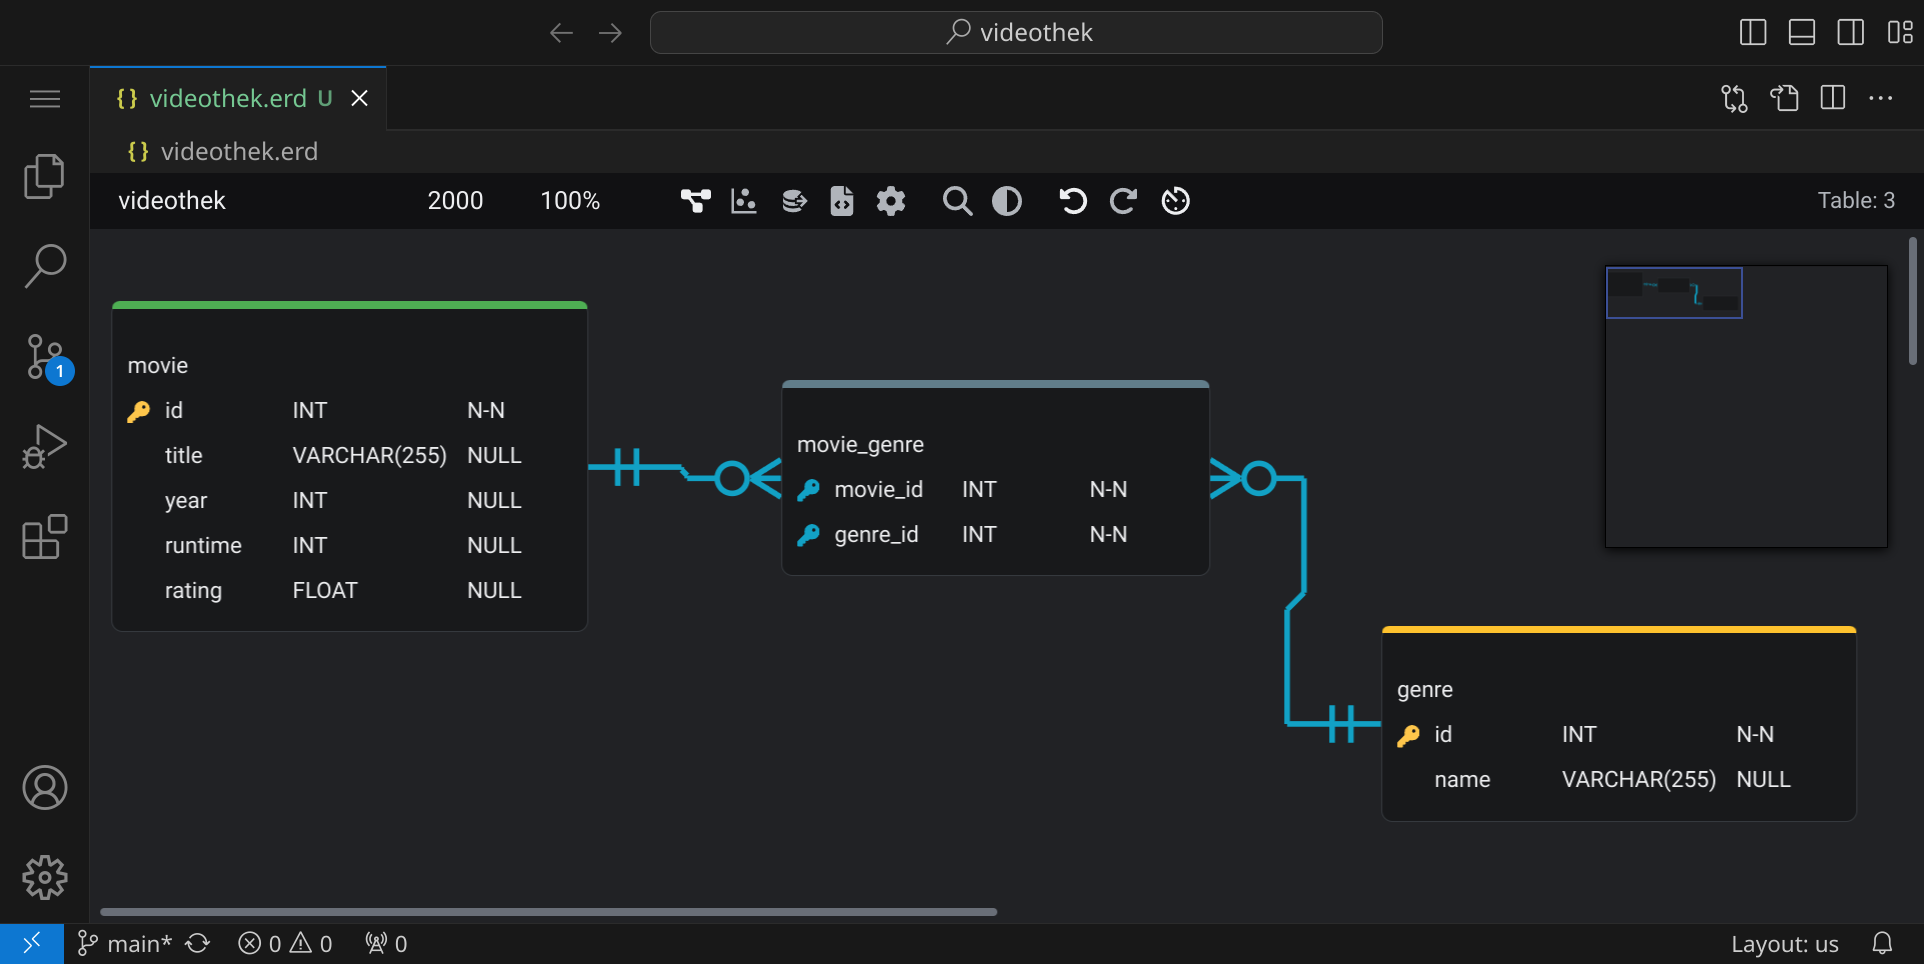 videothek
{} videothek.erd U
{} videothek.erd
videothek 2000 100% Table: 3
movie
id INT N-N
title VARCHAR(255) NULL
year INT NULL
runtime INT NULL
rating FLOAT NULL
movie_genre
movie_id INT N-N
genre_id INT N-N
genre
id INT N-N
name VARCHAR(255) NULL
1
main* 0 0 0 Layout: us